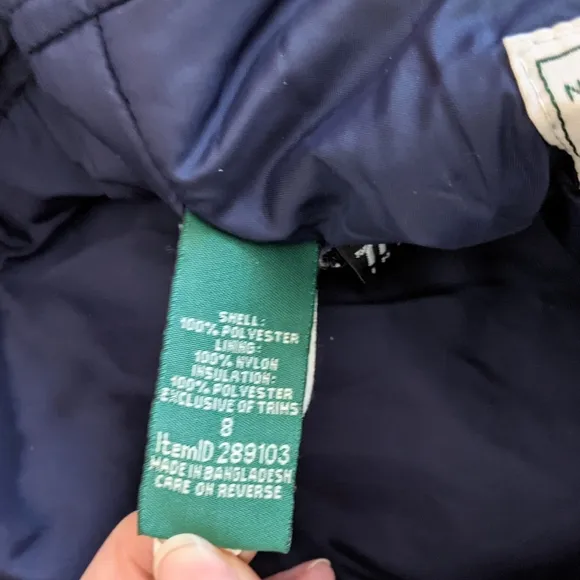 N
SHELL:
100% POLYESTER
LINING:
100% NYLON
INSULATION:
100% POLYESTER
EXCLUSIVE OF TRIMS
8
ItemID 289103
MADE IN BANGLADESH
CARE ON REVERSE